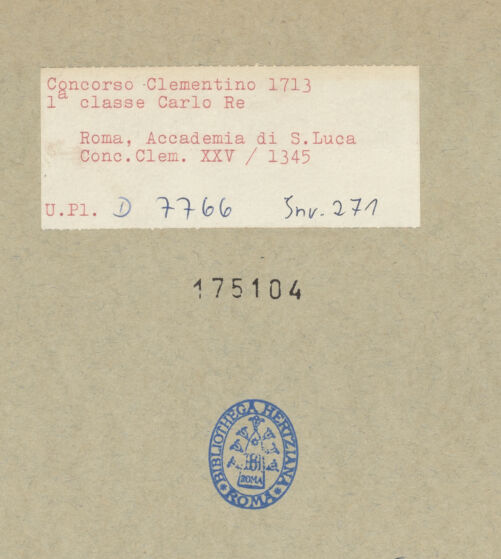 Concorso Clementino 1713
1ª classe Carlo Re
Roma, Accademia di S.Luca
Conc.Clem. XXV / 1345
U.Pl. D 7766 Inv. 271
175104
BIBLIOTHECA HERTZIANA
ROMA
ROMA